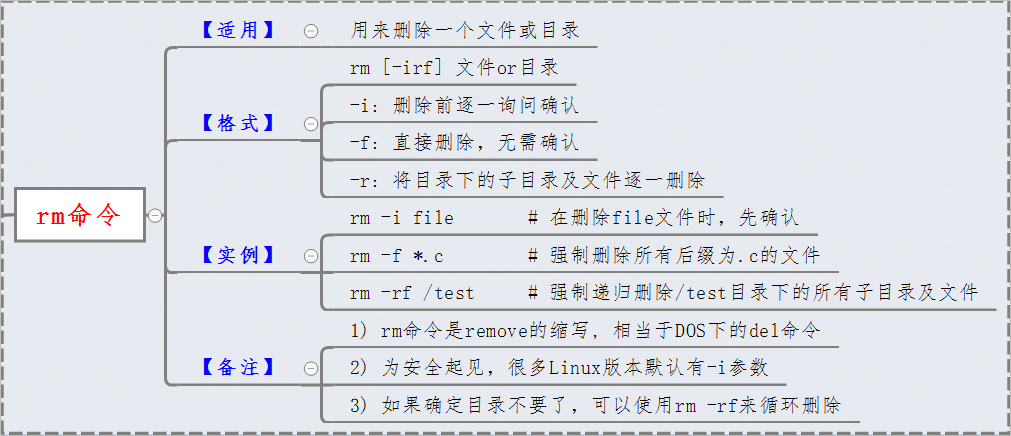 【适用】
用来删除一个文件或目录
rm [-irf] 文件or目录
【格式】
-i: 删除前逐一询问确认
-f: 直接删除，无需确认
-r: 将目录下的子目录及文件逐一删除
rm命令
rm -i file # 在删除file文件时，先确认
【实例】
rm -f *.c # 强制删除所有后缀为.c的文件
rm -rf /test # 强制递归删除/test目录下的所有子目录及文件
1) rm命令是remove的缩写, 相当于DOS下的del命令
【备注】
2) 为安全起见，很多Linux版本默认有-i参数
3) 如果确定目录不要了，可以使用rm -rf来循环删除